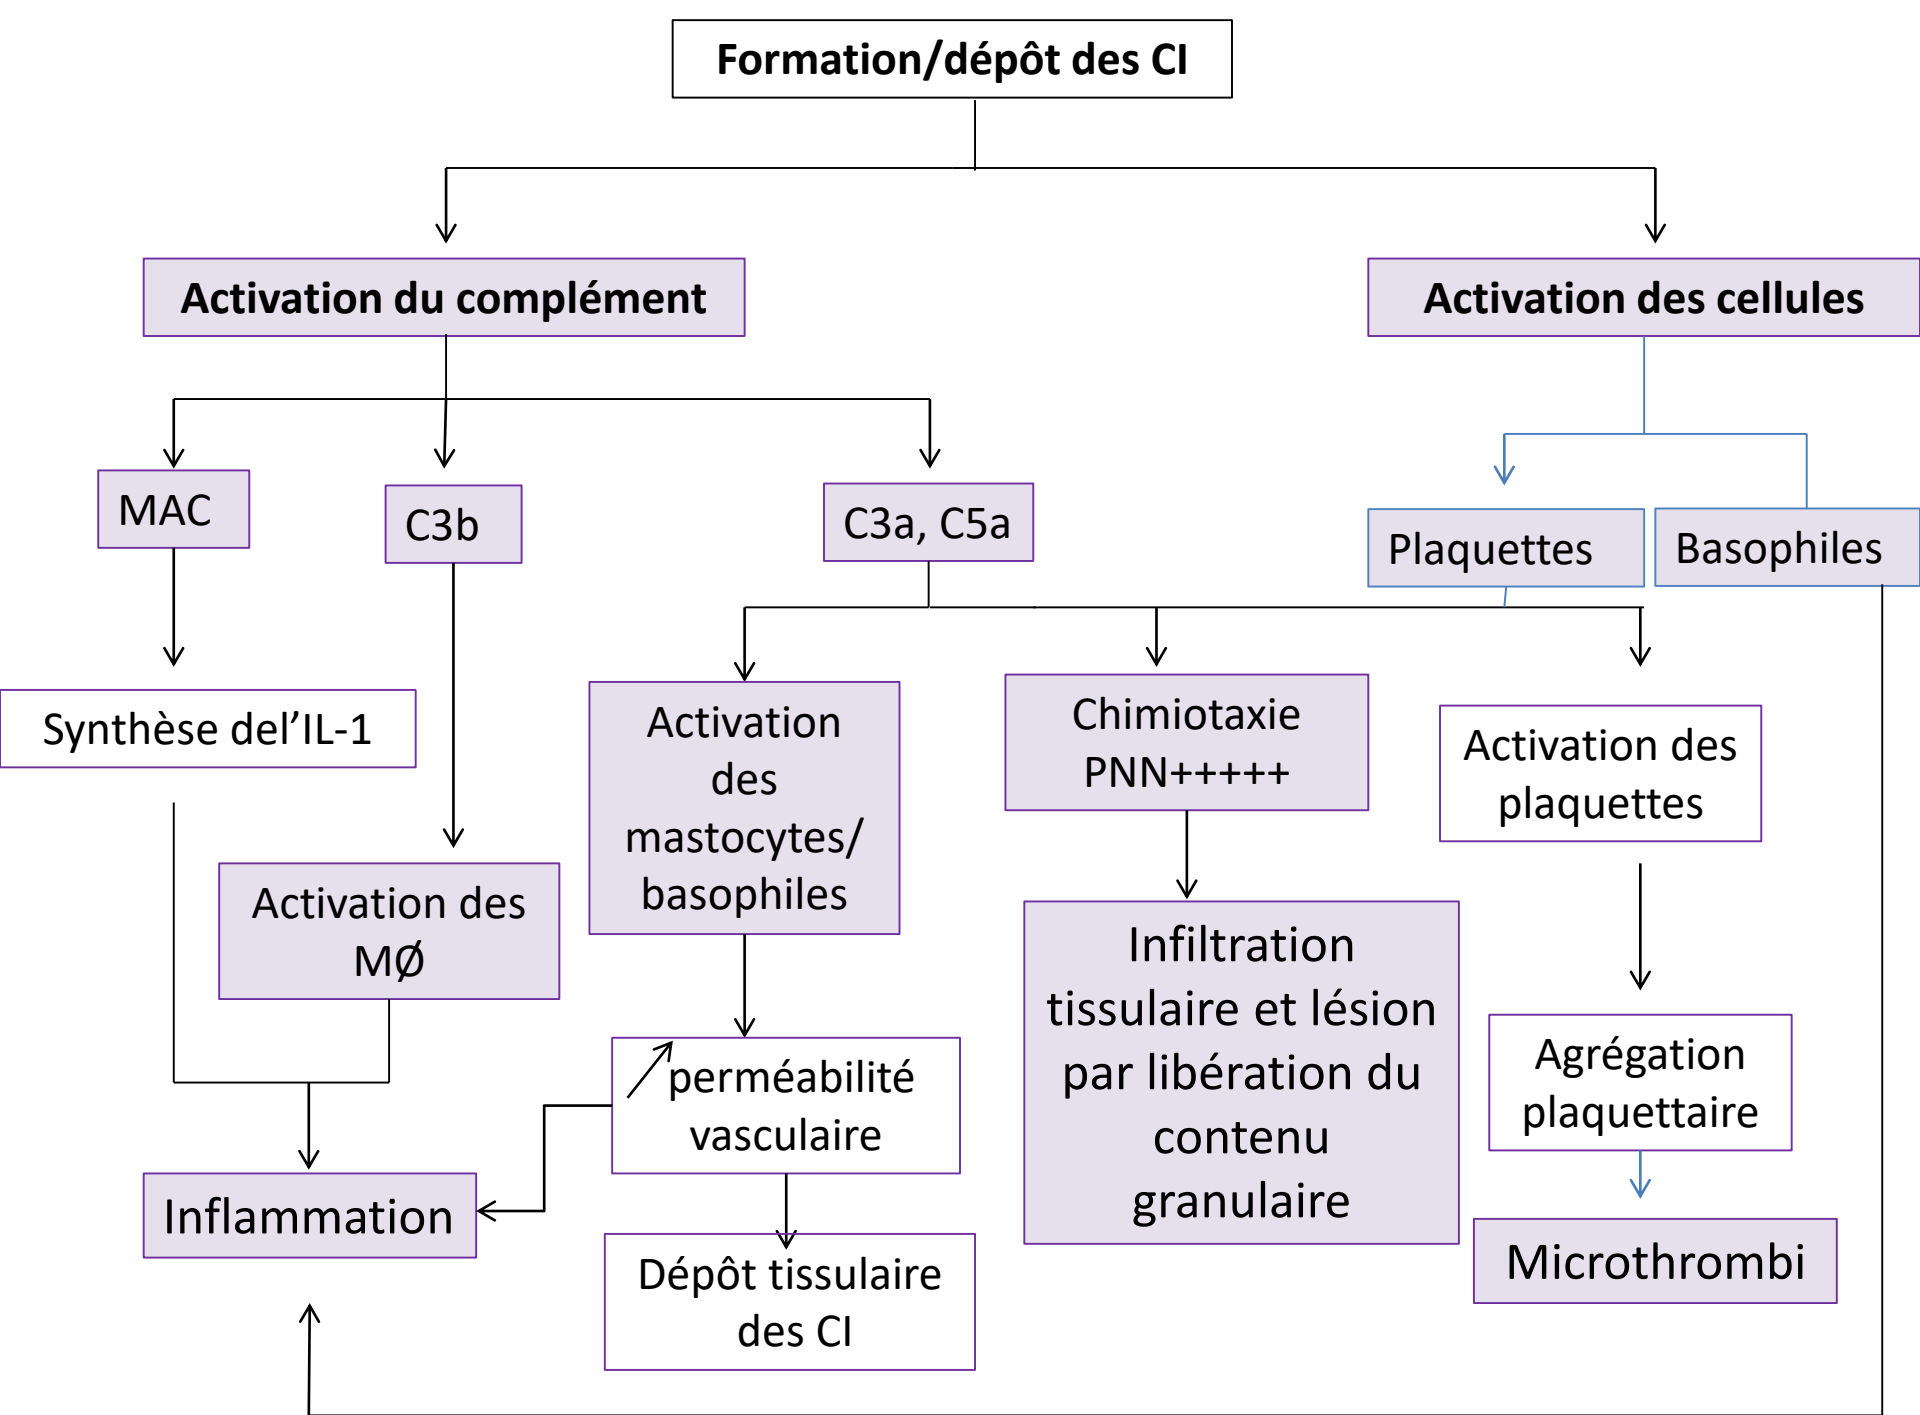 Formation/dépôt des CI
Activation du complément
Activation des cellules
MAC
C3b
C3a, C5a
Plaquettes
Basophiles
Synthèse del’IL-1
Activation
des
mastocytes/
basophiles
Chimiotaxie
PNN+++++
Activation des
plaquettes
Activation des
MØ
Infiltration
tissulaire et lésion
par libération du
contenu
granulaire
perméabilité
vasculaire
Agrégation
plaquettaire
Inflammation
Dépôt tissulaire
des CI
Microthrombi